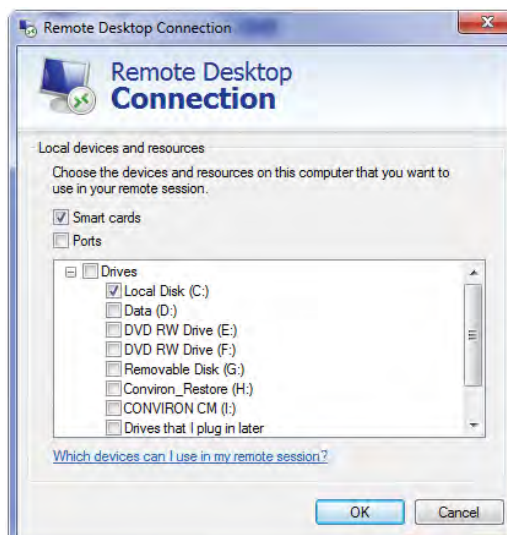 Remote Desktop Connection
Remote Desktop
Connection
Local devices and resources
Choose the devices and resources on this computer that you want to
use in your remote session.
Smart cards
Ports
Drives
Local Disk (C:)
Data (D:)
DVD RW Drive (E:)
DVD RW Drive (F:)
Removable Disk (G:)
Conviron_Restore (H:)
CONVIRON CM (I:)
Drives that I plug in later
Which devices can I use in my remote session?
OK Cancel